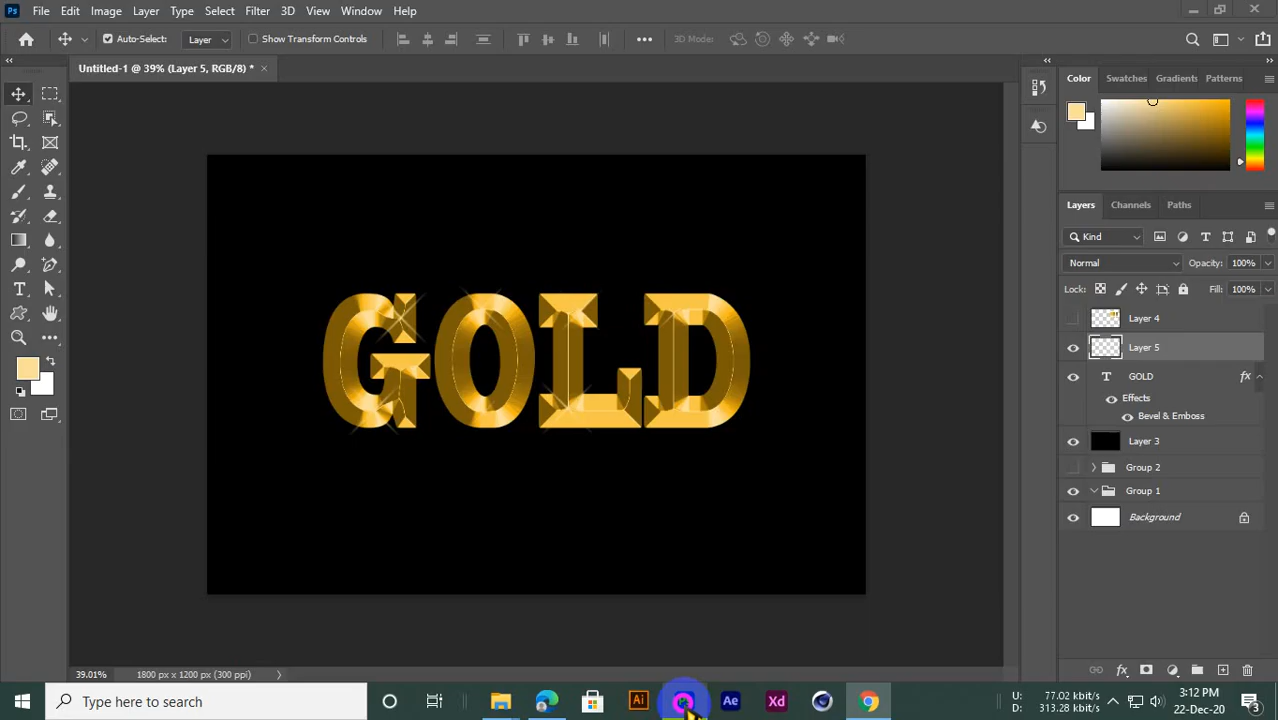 Ps File Edit Image Layer Type Select Filter 3D View Window Help
Auto-Select: Layer Show Transform Controls 3D Mode:
Untitled-1 @ 39% (Layer 5, RGB/8) * ×
Color Swatches Gradients Patterns
Layers Channels Paths
Kind
Normal Opacity: 100%
Lock: Fill: 100%
Layer 4
Layer 5
T GOLD fx
Effects
Bevel & Emboss
Layer 3
Group 2
Group 1
Background
GOLD
39.01% 1800 px x 1200 px (300 ppi)
Type here to search Ai Ae Xd U: 77.02 kbit/s 3:12 PM
D: 313.28 kbit/s 22-Dec-20 3